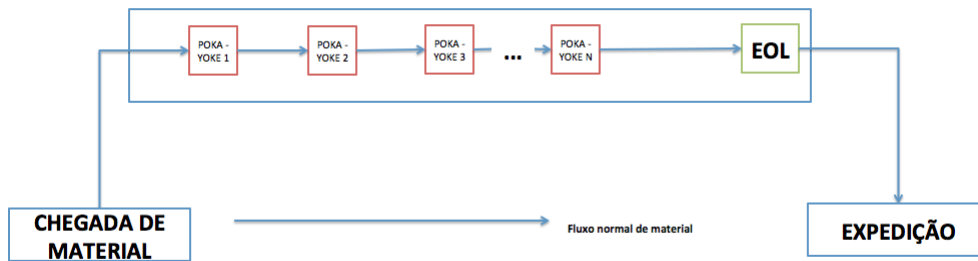 POKA -
YOKE 1
POKA -
YOKE 2
POKA -
YOKE 3
...
POKA -
YOKE N
EOL
CHEGADA DE
MATERIAL
Fluxo normal de material
EXPEDIÇÃO